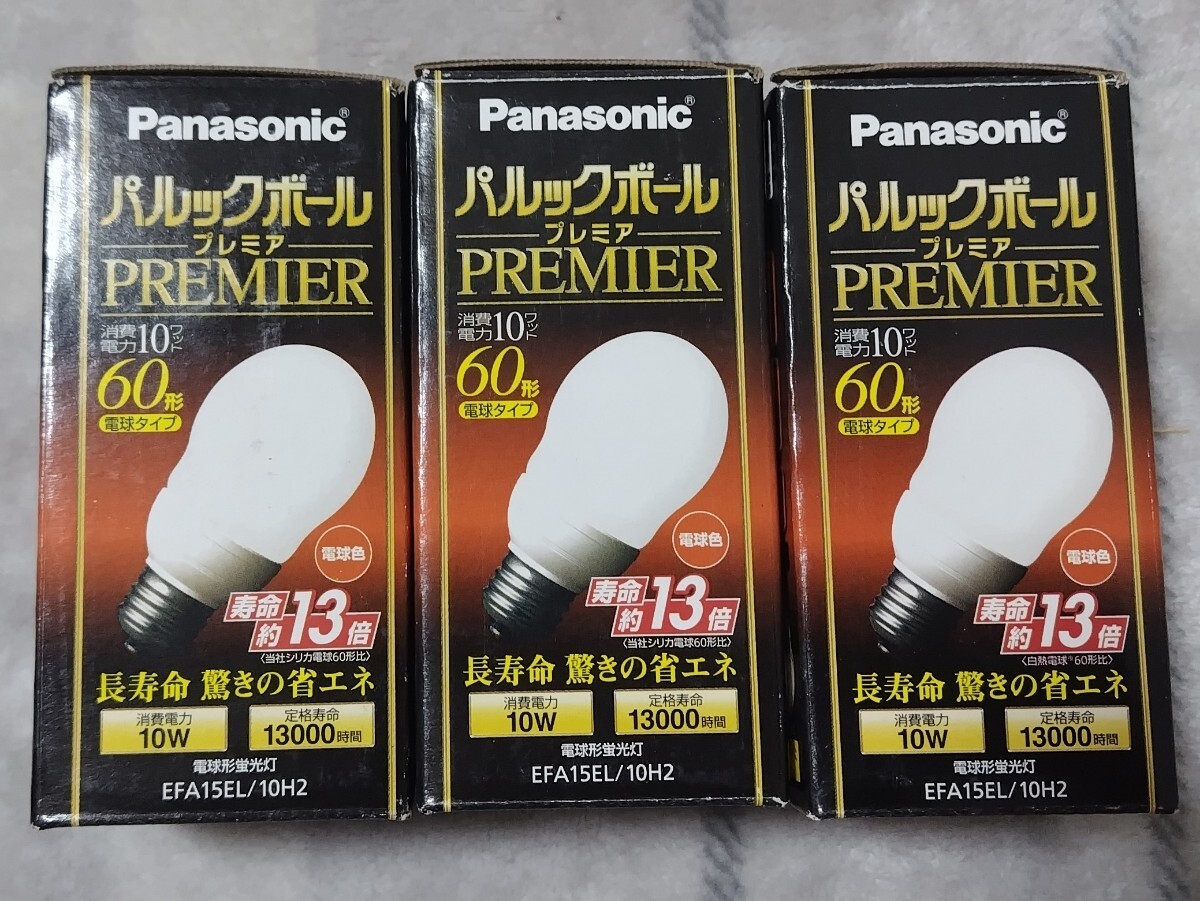 Panasonic®
パルックボール
プレミア
PREMIER
消費電力10ワット
60形
電球タイプ
電球色
寿命約13倍
〈当社シリカ電球60形比〉
長寿命 驚きの省エネ
消費電力
10W
定格寿命
13000時間
電球形蛍光灯
EFA15EL/10H2
Panasonic®
パルックボール
プレミア
PREMIER
消費電力10ワット
60形
電球タイプ
電球色
寿命約13倍
〈当社シリカ電球60形比〉
長寿命 驚きの省エネ
消費電力
10W
定格寿命
13000時間
電球形蛍光灯
EFA15EL/10H2
Panasonic®
パルックボール
プレミア
PREMIER
消費電力10ワット
60形
電球タイプ
電球色
寿命約13倍
〈白熱電球※60形比〉
長寿命 驚きの省エネ
消費電力
10W
定格寿命
13000時間
電球形蛍光灯
EFA15EL/10H2